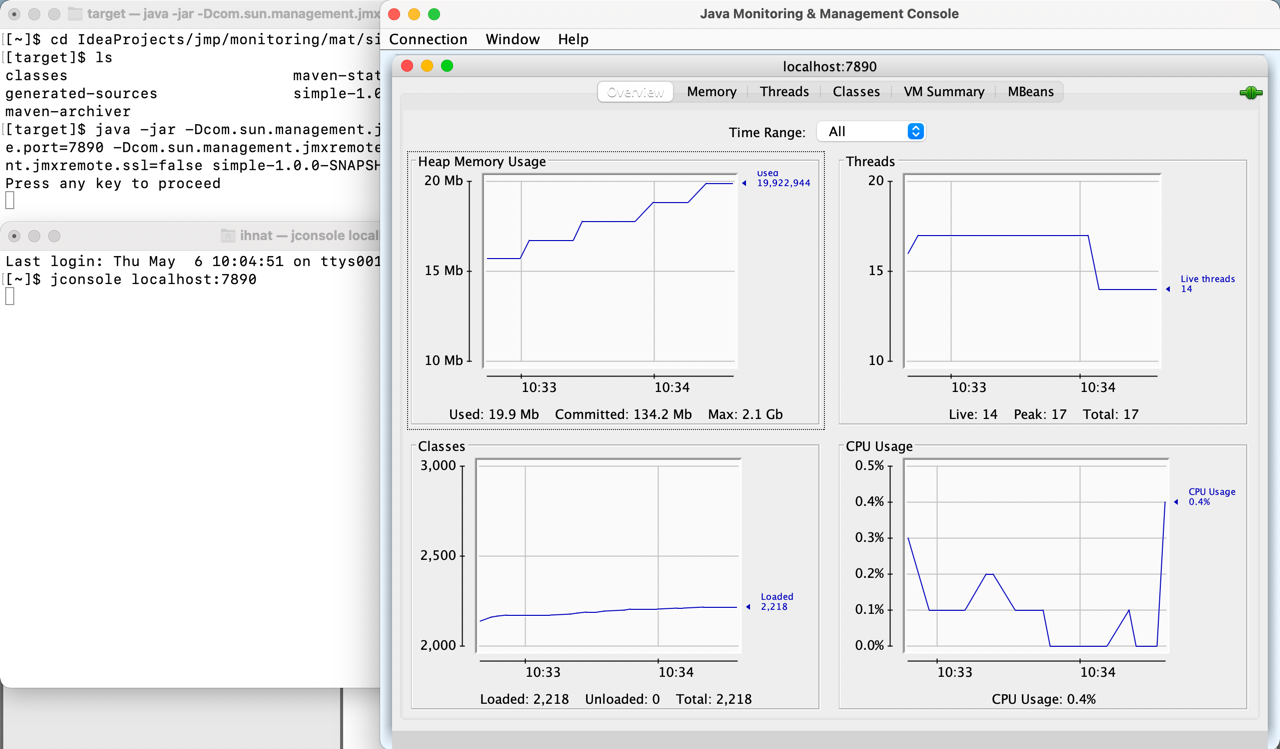 target — java -jar -Dcom.sun.management.jmx
[~]$ cd IdeaProjects/jmp/monitoring/mat/si
[target]$ ls
classes maven-stat
generated-sources simple-1.0
maven-archiver
[target]$ java -jar -Dcom.sun.management.j
e.port=7890 -Dcom.sun.management.jmxremote
nt.jmxremote.ssl=false simple-1.0.0-SNAPSH
Press any key to proceed
ihnat — jconsole local
Last login: Thu May  6 10:04:51 on ttys001
[~]$ jconsole localhost:7890
Java Monitoring & Management Console
Connection Window Help
localhost:7890
Overview Memory Threads Classes VM Summary MBeans
Time Range: All
Heap Memory Usage
20 Mb
15 Mb
10 Mb
Used
19,922,944
10:33 10:34
Used: 19.9 Mb Committed: 134.2 Mb Max: 2.1 Gb
Threads
20
15
10
Live threads
14
10:33 10:34
Live: 14 Peak: 17 Total: 17
Classes
3,000
2,500
2,000
Loaded
2,218
10:33 10:34
Loaded: 2,218 Unloaded: 0 Total: 2,218
CPU Usage
0.5%
0.4%
0.3%
0.2%
0.1%
0.0%
CPU Usage
0.4%
10:33 10:34
CPU Usage: 0.4%